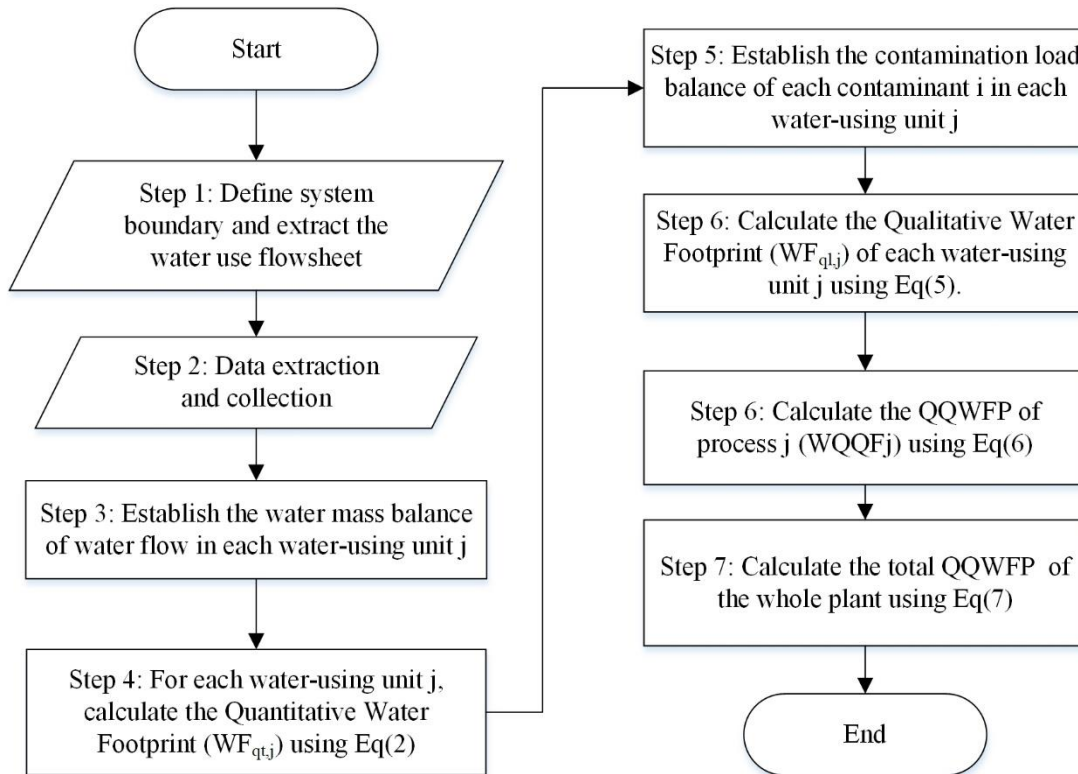 Start
Step 1: Define system
boundary and extract the
water use flowsheet
Step 2: Data extraction
and collection
Step 3: Establish the water mass balance
of water flow in each water-using unit j
Step 4: For each water-using unit j,
calculate the Quantitative Water
Footprint (WFqt,j) using Eq(2)
Step 5: Establish the contamination load
balance of each contaminant i in each
water-using unit j
Step 6: Calculate the Qualitative Water
Footprint (WFql,j) of each water-using
unit j using Eq(5).
Step 6: Calculate the QQWFP of
process j (WQQFj) using Eq(6)
Step 7: Calculate the total QQWFP of
the whole plant using Eq(7)
End